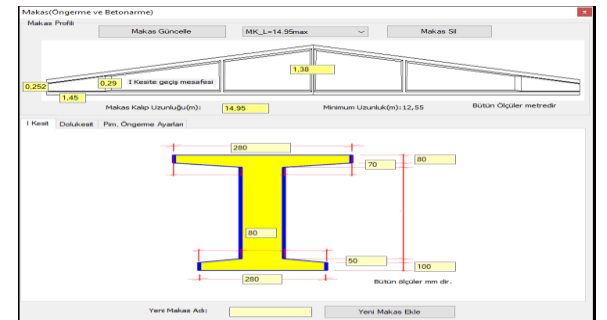 Makas(Öngerme ve Betonarme)
Makas Profili
Makas Güncelle MK_L=14.95max Makas Sil
1,38
0,252 0,29 I Kesite geçiş mesafesi
1,45
Makas Kalıp Uzunluğu(m): 14.95 Minimum Uzunluk(m):12,55 Bütün Ölçüler metredir
I Kesit Dolukesit Pim, Öngerme Ayarları
280
70 80
80
50 100
280 Bütün ölçüler mm dir.
Yeni Makas Adı: Yeni Makas Ekle